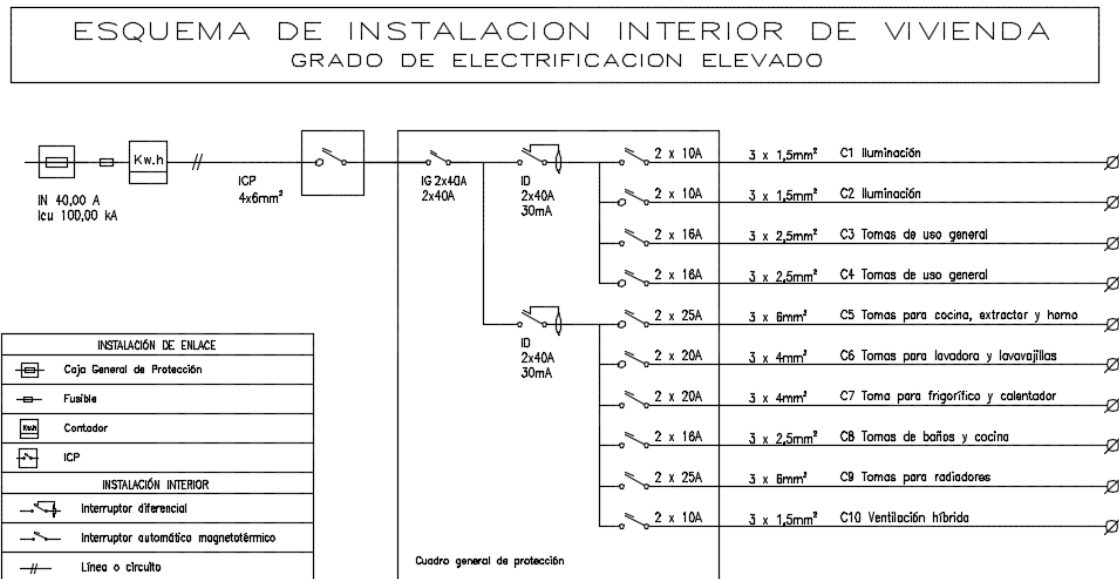 ESQUEMA DE INSTALACION INTERIOR DE VIVIENDA
GRADO DE ELECTRIFICACION ELEVADO
Kw.h
IN 40,00 A
Icu 100,00 kA
ICP
4x6mm²
IG 2x40A
2x40A
ID
2x40A
30mA
2 x 10A 3 x 1,5mm² C1 Iluminación
2 x 10A 3 x 1,5mm² C2 Iluminación
2 x 16A 3 x 2,5mm² C3 Tomas de uso general
2 x 16A 3 x 2,5mm² C4 Tomas de uso general
ID
2x40A
30mA
2 x 25A 3 x 6mm² C5 Tomas para cocina, extractor y horno
2 x 20A 3 x 4mm² C6 Tomas para lavadora y lavavajillas
2 x 20A 3 x 4mm² C7 Toma para frigorífico y calentador
2 x 16A 3 x 2,5mm² C8 Tomas de baños y cocina
2 x 25A 3 x 6mm² C9 Tomas para radiadores
2 x 10A 3 x 1,5mm² C10 Ventilación híbrida
Cuadro general de protección
INSTALACIÓN DE ENLACE
Caja General de Protección
Fusible
Kwh
Contador
ICP
INSTALACIÓN INTERIOR
Interruptor diferencial
Interruptor automático magnetotérmico
Línea o circuito